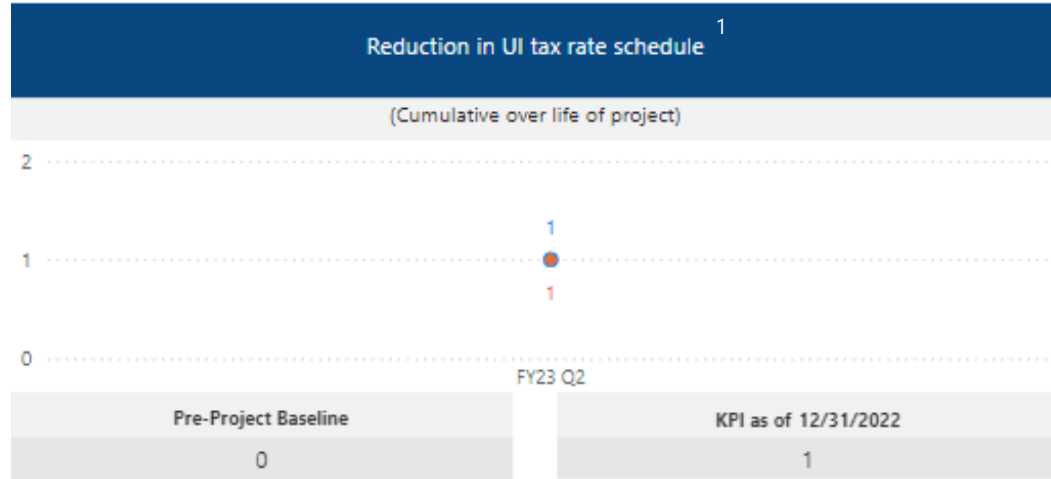 Reduction in UI tax rate schedule 1
(Cumulative over life of project)
2
1
1
1
0
FY23 Q2
Pre-Project Baseline
KPI as of 12/31/2022
0
1